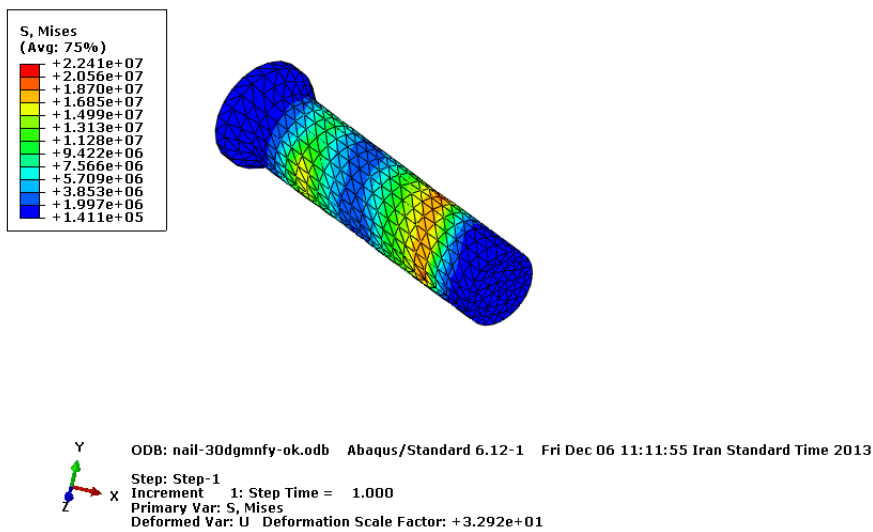 S, Mises
(Avg: 75%)
+2.241e+07
+2.056e+07
+1.870e+07
+1.685e+07
+1.499e+07
+1.313e+07
+1.128e+07
+9.422e+06
+7.566e+06
+5.709e+06
+3.853e+06
+1.997e+06
+1.411e+05
Y
X
Z
ODB: nail-30dgmnfy-ok.odb Abaqus/Standard 6.12-1 Fri Dec 06 11:11:55 Iran Standard Time 2013
Step: Step-1
Increment 1: Step Time = 1.000
Primary Var: S, Mises
Deformed Var: U Deformation Scale Factor: +3.292e+01